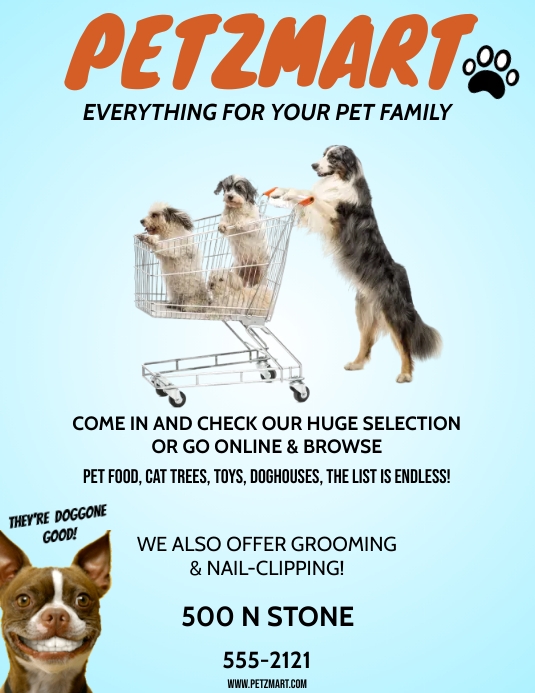 PETZMART
EVERYTHING FOR YOUR PET FAMILY
COME IN AND CHECK OUR HUGE SELECTION
OR GO ONLINE & BROWSE
PET FOOD, CAT TREES, TOYS, DOGHOUSES, THE LIST IS ENDLESS!
THEY'RE DOGGONE
GOOD!
WE ALSO OFFER GROOMING
& NAIL-CLIPPING!
500 N STONE
555-2121
WWW.PETZMART.COM